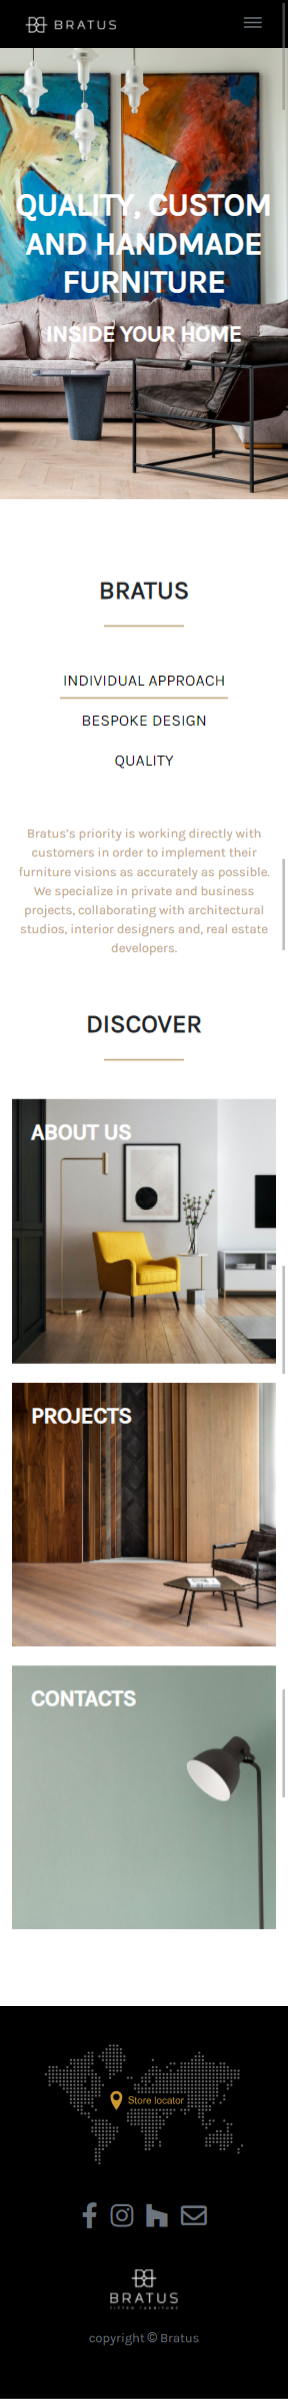 BRATUS
QUALITY, CUSTOM
AND HANDMADE
FURNITURE
INSIDE YOUR HOME
BRATUS
INDIVIDUAL APPROACH
BESPOKE DESIGN
QUALITY
Bratus's priority is working directly with
customers in order to implement their
furniture visions as accurately as possible.
We specialize in private and business
projects, collaborating with architectural
studios, interior designers and, real estate
developers.
DISCOVER
ABOUT US
PROJECTS
CONTACTS
Store locator
BRATUS
FITTED FURNITURE
copyright © Bratus